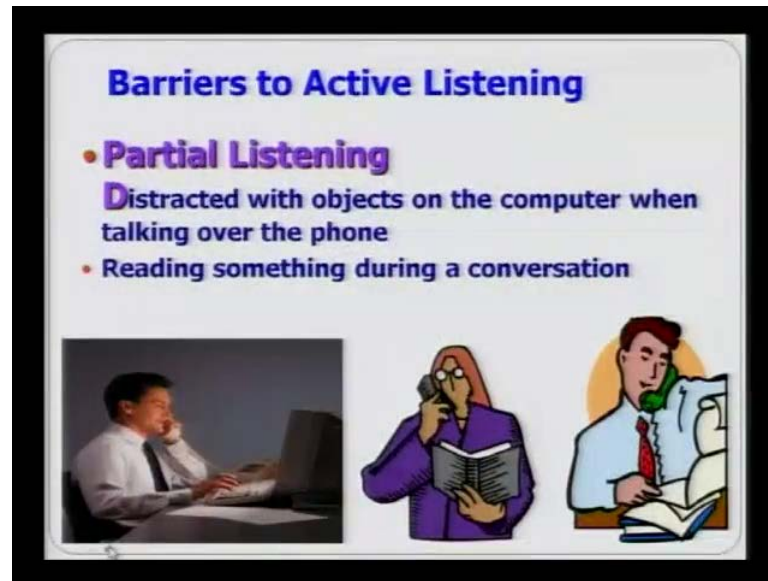 Barriers to Active Listening
• Partial Listening
Distracted with objects on the computer when
talking over the phone
• Reading something during a conversation